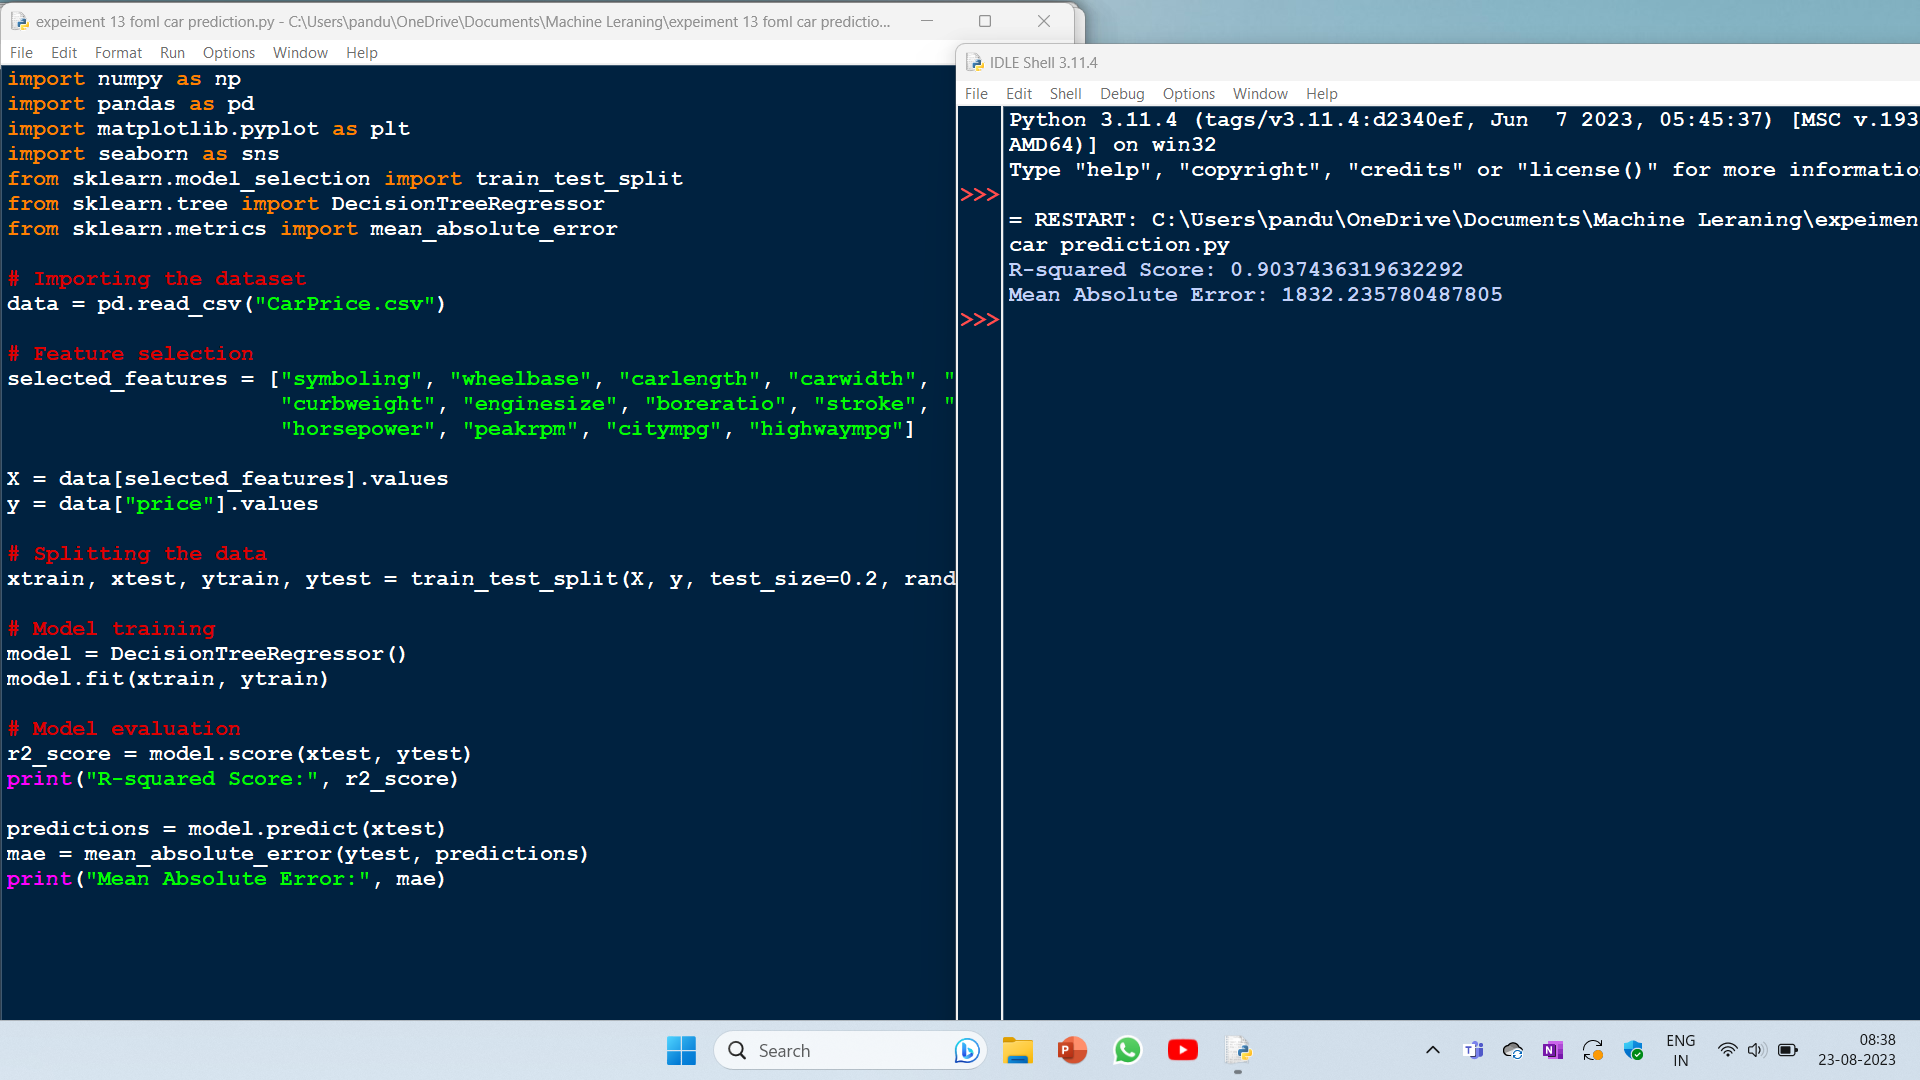 expeiment 13 foml car prediction.py - C:\Users\pandu\OneDrive\Documents\Machine Leraning\expeiment 13 foml car predictio...
File Edit Format Run Options Window Help
import numpy as np
import pandas as pd
import matplotlib.pyplot as plt
import seaborn as sns
from sklearn.model_selection import train_test_split
from sklearn.tree import DecisionTreeRegressor
from sklearn.metrics import mean_absolute_error
# Importing the dataset
data = pd.read_csv("CarPrice.csv")
# Feature selection
selected_features = ["symboling", "wheelbase", "carlength", "carwidth", "
"curbweight", "enginesize", "boreratio", "stroke", "
"horsepower", "peakrpm", "citympg", "highwaympg"]
X = data[selected_features].values
y = data["price"].values
# Splitting the data
xtrain, xtest, ytrain, ytest = train_test_split(X, y, test_size=0.2, rand
# Model training
model = DecisionTreeRegressor()
model.fit(xtrain, ytrain)
# Model evaluation
r2_score = model.score(xtest, ytest)
print("R-squared Score:", r2_score)
predictions = model.predict(xtest)
mae = mean_absolute_error(ytest, predictions)
print("Mean Absolute Error:", mae)
IDLE Shell 3.11.4
File Edit Shell Debug Options Window Help
Python 3.11.4 (tags/v3.11.4:d2340ef, Jun  7 2023, 05:45:37) [MSC v.193
AMD64)] on win32
Type "help", "copyright", "credits" or "license()" for more informatio
>>>
= RESTART: C:\Users\pandu\OneDrive\Documents\Machine Leraning\expeimen
car prediction.py
R-squared Score: 0.9037436319632292
Mean Absolute Error: 1832.235780487805
>>>
Search
ENG
IN
08:38
23-08-2023